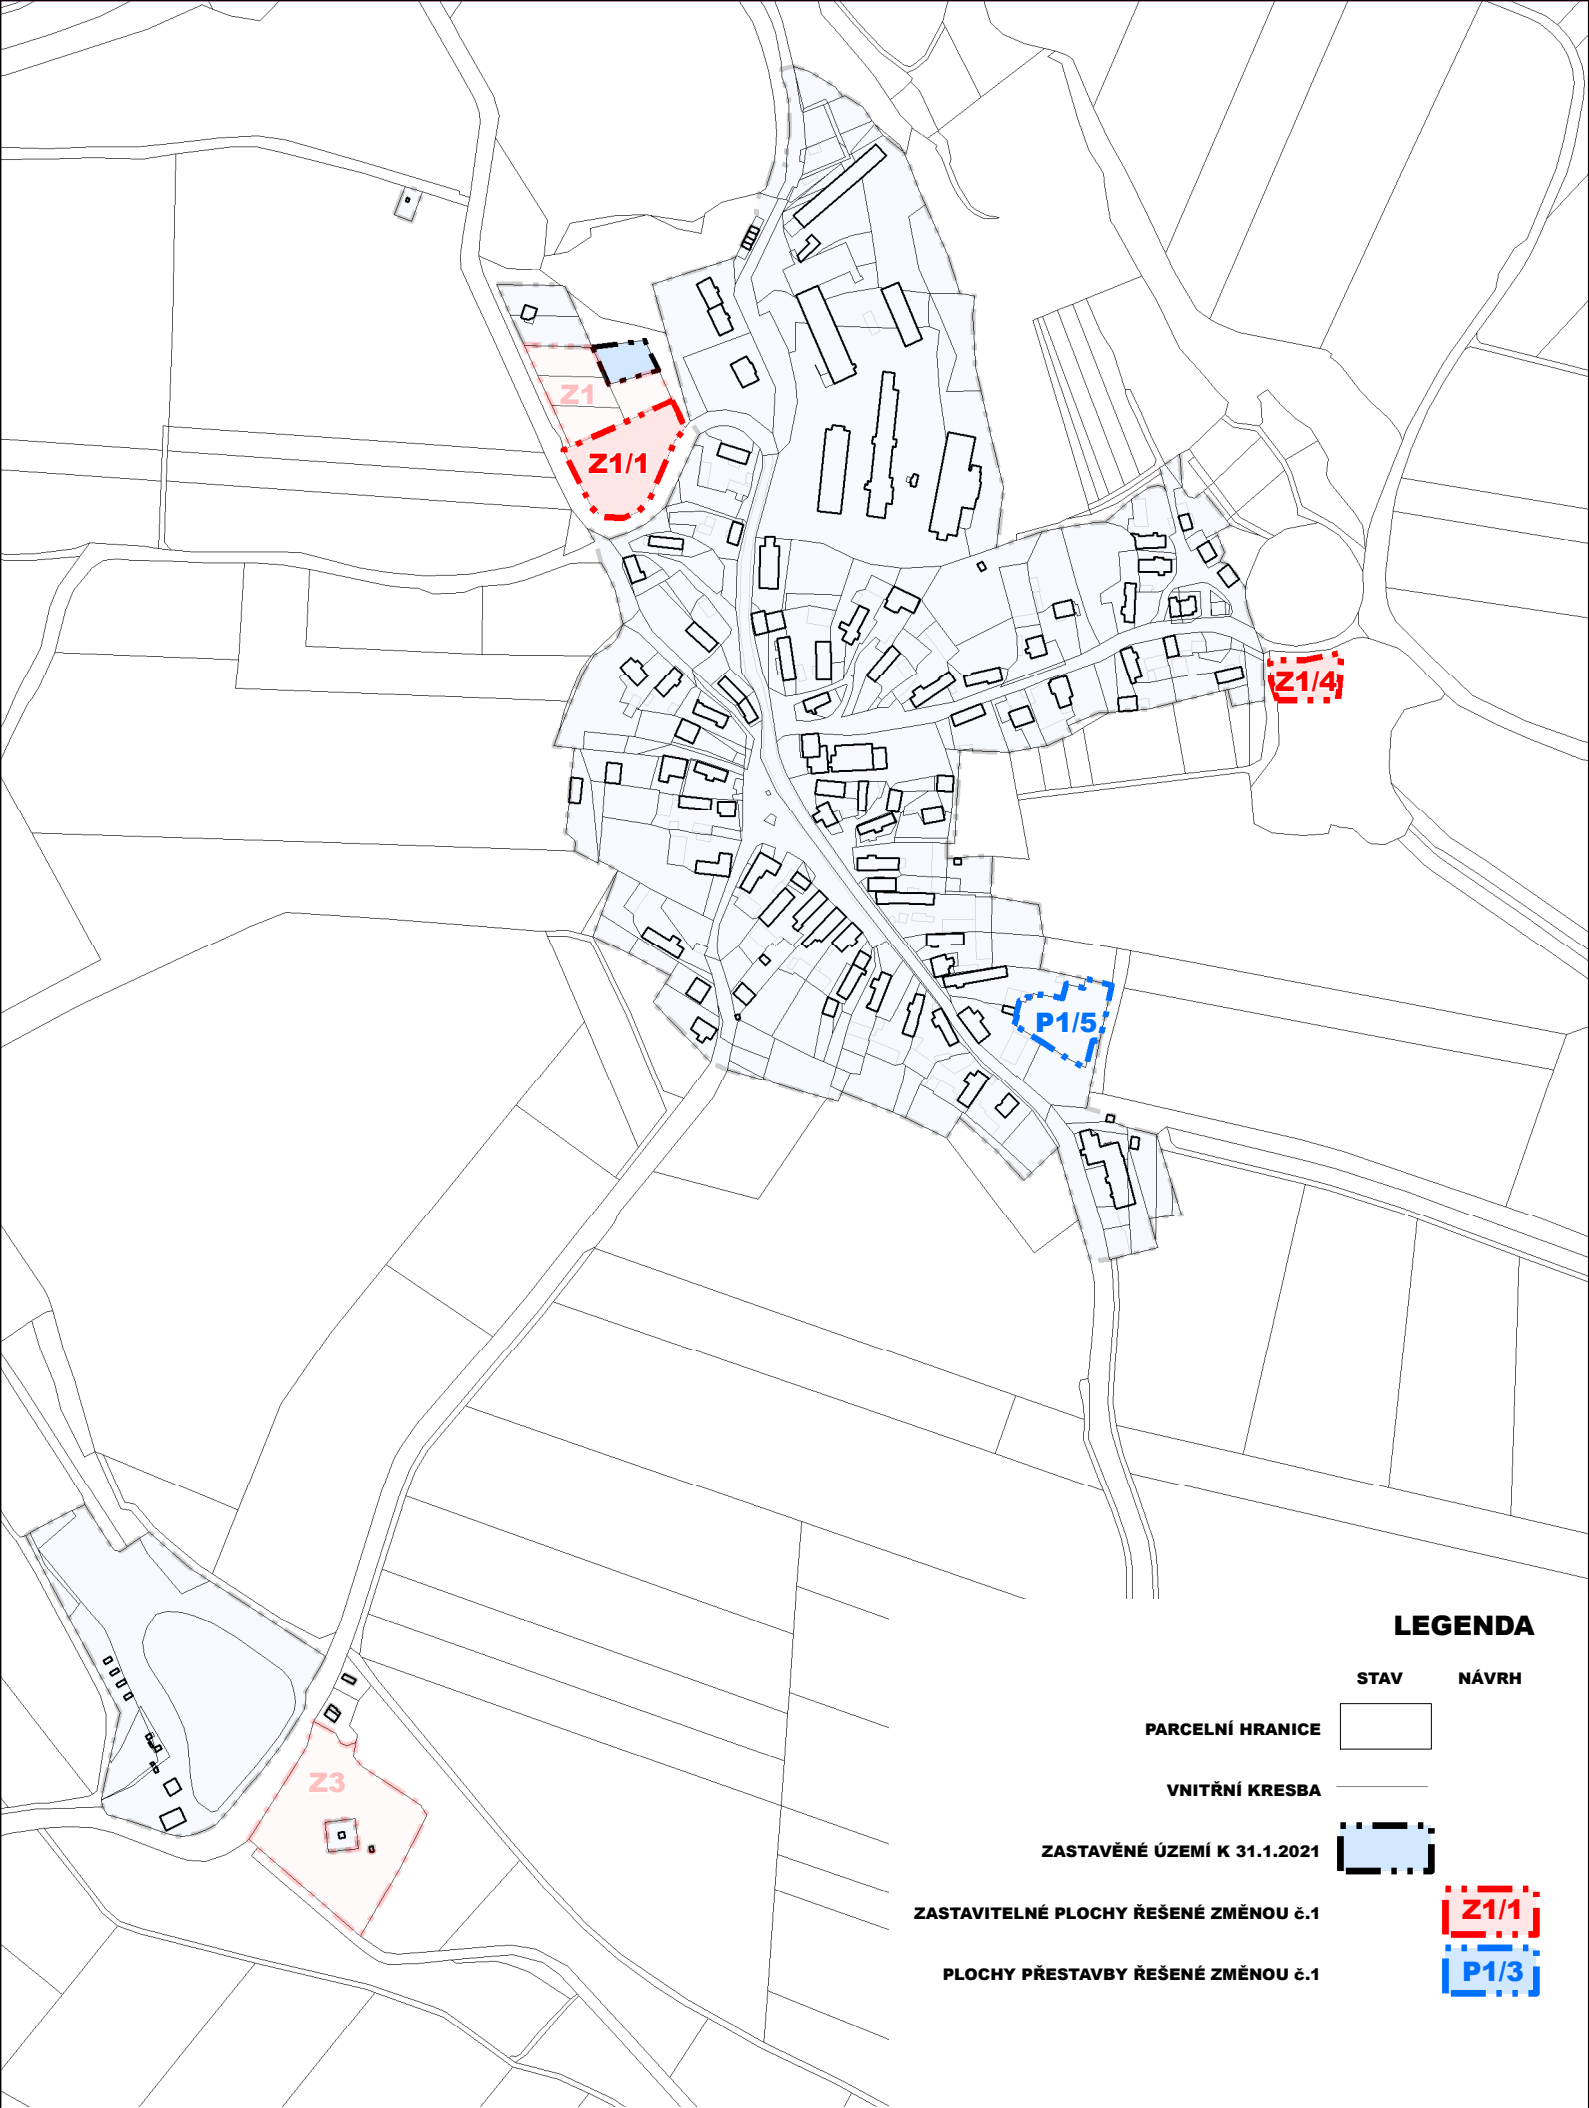 Z1
Z1/1
Z1/4
P1/5
Z3
LEGENDA
STAV NÁVRH
PARCELNÍ HRANICE
VNITŘNÍ KRESBA
ZASTAVĚNÉ ÚZEMÍ K 31.1.2021
ZASTAVITELNÉ PLOCHY ŘEŠENÉ ZMĚNOU č.1 Z1/1
PLOCHY PŘESTAVBY ŘEŠENÉ ZMĚNOU č.1 P1/3